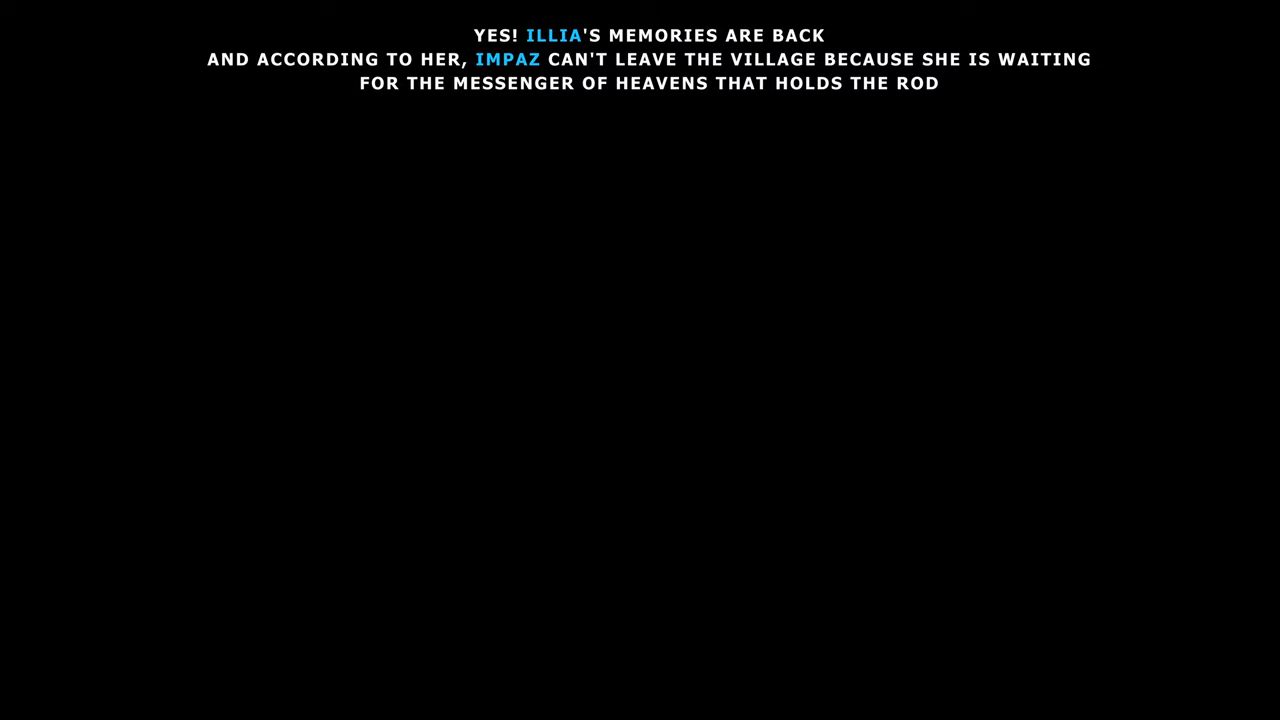 YES! ILLIA'S MEMORIES ARE BACK
AND ACCORDING TO HER, IMPAZ CAN'T LEAVE THE VILLAGE BECAUSE SHE IS WAITING
FOR THE MESSENGER OF HEAVENS THAT HOLDS THE ROD